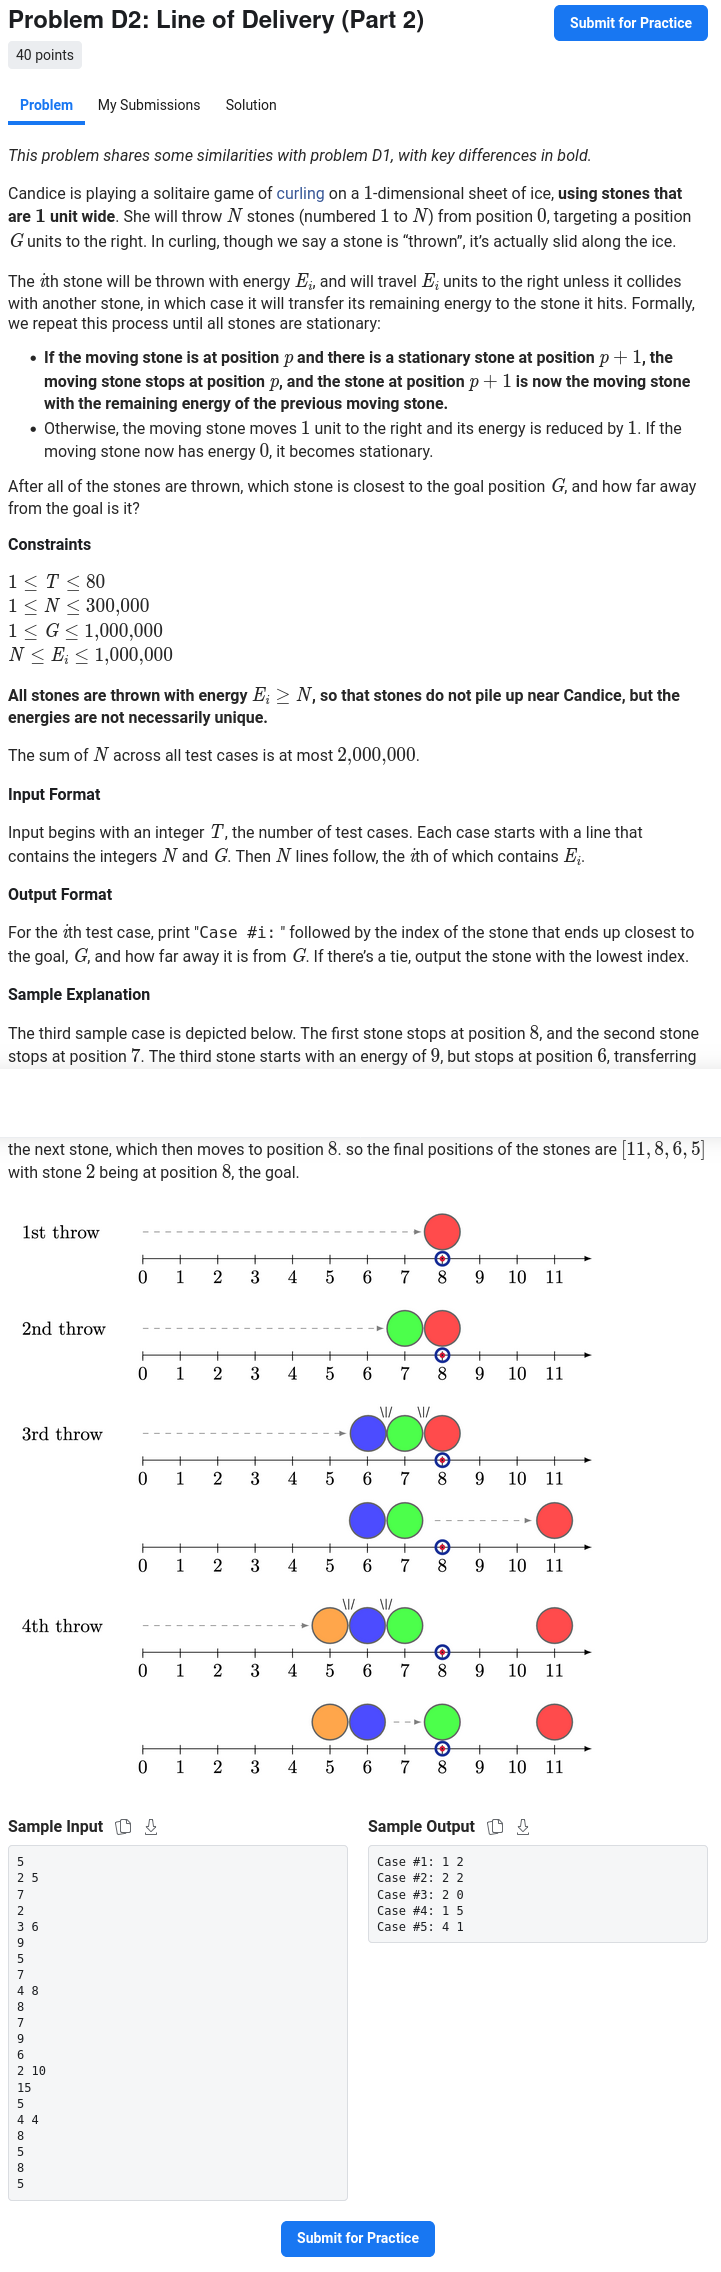 Problem D2: Line of Delivery (Part 2)
Submit for Practice
40 points
Problem
My Submissions
Solution
This problem shares some similarities with problem D1, with key differences in bold.
Candice is playing a solitaire game of curling on a 1-dimensional sheet of ice, using stones that
are 1 unit wide. She will throw N stones (numbered 1 to N) from position 0, targeting a position
G units to the right. In curling, though we say a stone is “thrown”, it’s actually slid along the ice.
The ith stone will be thrown with energy E_i, and will travel E_i units to the right unless it collides
with another stone, in which case it will transfer its remaining energy to the stone it hits. Formally,
we repeat this process until all stones are stationary:
• If the moving stone is at position p and there is a stationary stone at position p + 1, the
moving stone stops at position p, and the stone at position p + 1 is now the moving stone
with the remaining energy of the previous moving stone.
• Otherwise, the moving stone moves 1 unit to the right and its energy is reduced by 1. If the
moving stone now has energy 0, it becomes stationary.
After all of the stones are thrown, which stone is closest to the goal position G, and how far away
from the goal is it?
Constraints
1 ≤ T ≤ 80
1 ≤ N ≤ 300,000
1 ≤ G ≤ 1,000,000
N ≤ E_i ≤ 1,000,000
All stones are thrown with energy E_i ≥ N, so that stones do not pile up near Candice, but the
energies are not necessarily unique.
The sum of N across all test cases is at most 2,000,000.
Input Format
Input begins with an integer T, the number of test cases. Each case starts with a line that
contains the integers N and G. Then N lines follow, the ith of which contains E_i.
Output Format
For the ith test case, print "Case #i: " followed by the index of the stone that ends up closest to
the goal, G, and how far away it is from G. If there’s a tie, output the stone with the lowest index.
Sample Explanation
The third sample case is depicted below. The first stone stops at position 8, and the second stone
stops at position 7. The third stone starts with an energy of 9, but stops at position 6, transferring
the next stone, which then moves to position 8. so the final positions of the stones are [11, 8, 6, 5]
with stone 2 being at position 8, the goal.
1st throw
0 1 2 3 4 5 6 7 8 9 10 11
2nd throw
0 1 2 3 4 5 6 7 8 9 10 11
3rd throw
0 1 2 3 4 5 6 7 8 9 10 11
0 1 2 3 4 5 6 7 8 9 10 11
4th throw
0 1 2 3 4 5 6 7 8 9 10 11
0 1 2 3 4 5 6 7 8 9 10 11
Sample Input
5
2 5
7
2
3 6
9
5
7
4 8
8
7
9
6
2 10
15
5
4 4
8
5
8
5
Sample Output
Case #1: 1 2
Case #2: 2 2
Case #3: 2 0
Case #4: 1 5
Case #5: 4 1
Submit for Practice